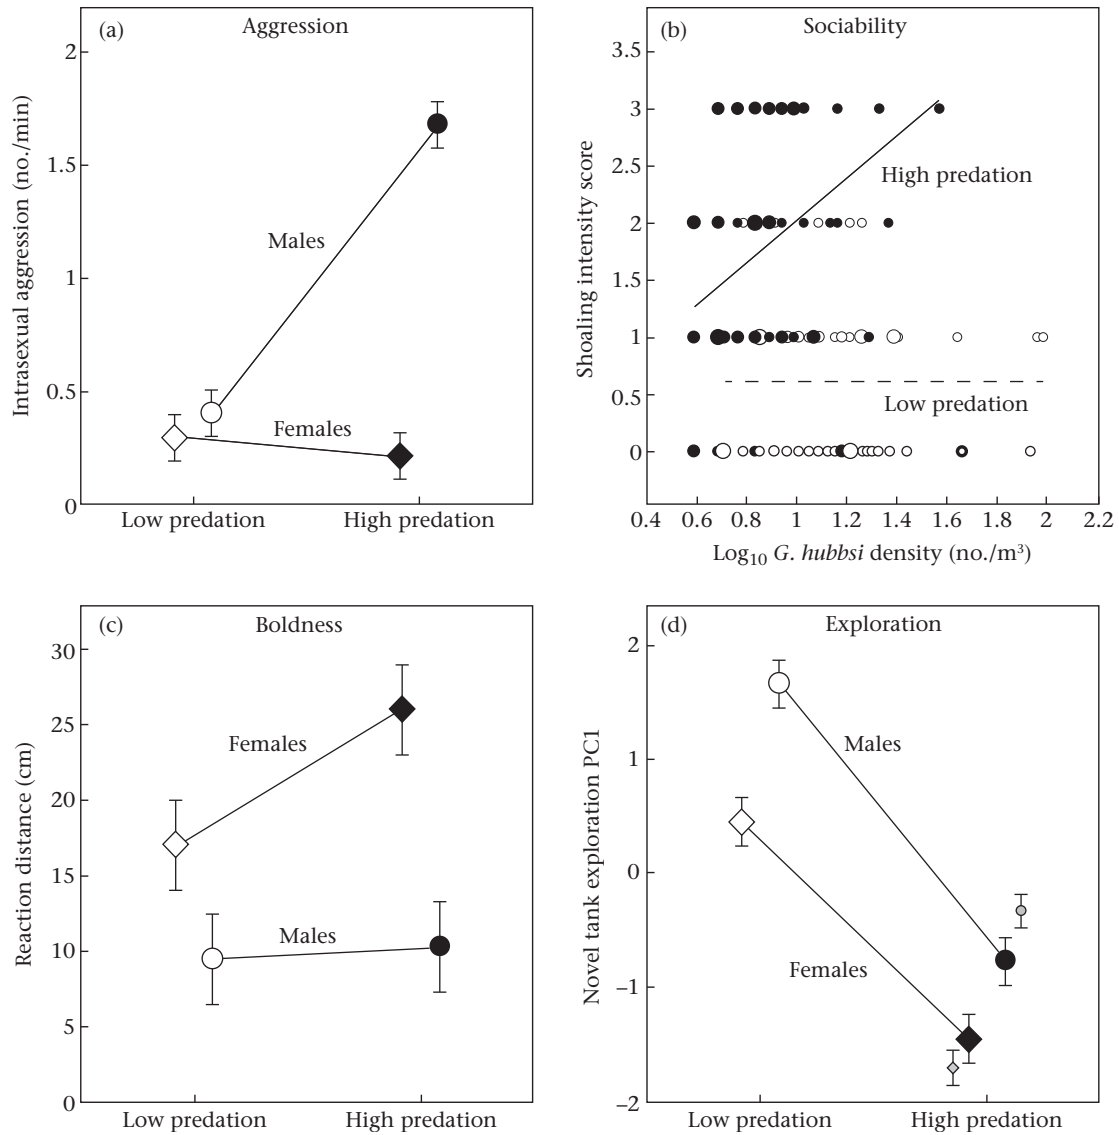 (a)
Aggression
2
1.5
1
0.5
0
Intrasexual aggression (no./min)
Males
Females
Low predation
High predation
(b)
Sociability
3.5
3
2.5
2
1.5
1
0.5
0
Shoaling intensity score
High predation
Low predation
0.4 0.6 0.8 1 1.2 1.4 1.6 1.8 2 2.2
Log₁₀ G. hubbsi density (no./m³)
(c)
Boldness
30
25
20
15
10
5
0
Reaction distance (cm)
Females
Males
Low predation
High predation
(d)
Exploration
2
1
0
–1
–2
Novel tank exploration PC1
Males
Females
Low predation
High predation